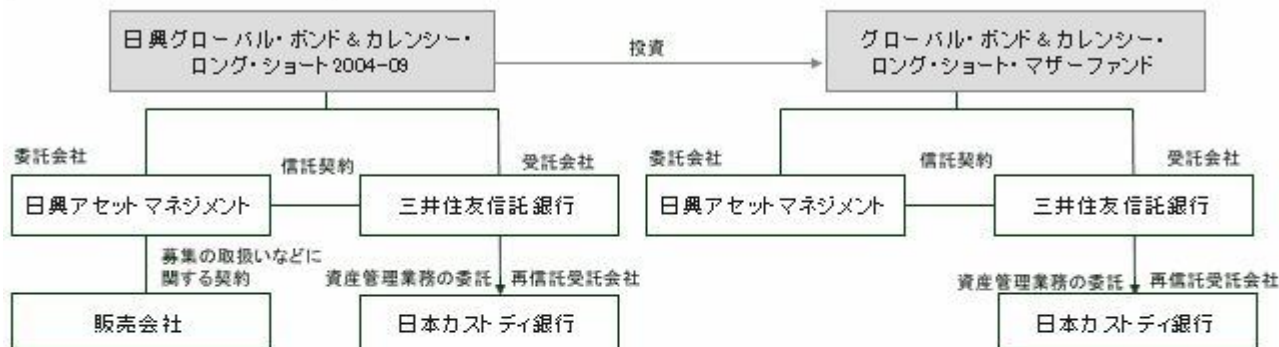 日興グローバル・ボンド＆カレンシー・
ロング・ショート2004-09
投資
グローバル・ボンド＆カレンシー・
ロング・ショート・マザーファンド
委託会社
信託契約
受託会社
日興アセットマネジメント
三井住友信託銀行
委託会社
信託契約
受託会社
日興アセットマネジメント
三井住友信託銀行
募集の取扱いなどに
関する契約
資産管理業務の委託
再信託受託会社
販売会社
日本カストディ銀行
資産管理業務の委託
再信託受託会社
日本カストディ銀行